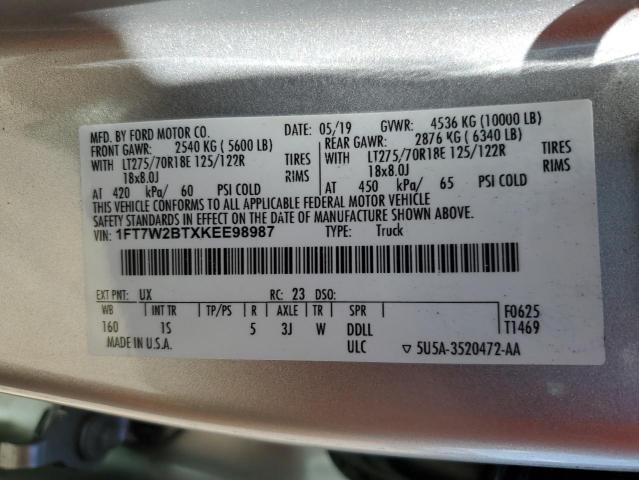 MFD. BY FORD MOTOR CO. DATE: 05/19 GVWR: 4536 KG (10000 LB)
FRONT GAWR: 2540 KG ( 5600 LB) REAR GAWR: 2876 KG ( 6340 LB)
WITH LT275/70R18E 125/122R TIRES WITH LT275/70R18E 125/122R TIRES
18x8.0J RIMS 18x8.0J RIMS
AT 420 kPa/ 60 PSI COLD AT 450 kPa/ 65 PSI COLD
THIS VEHICLE CONFORMS TO ALL APPLICABLE FEDERAL MOTOR VEHICLE
SAFETY STANDARDS IN EFFECT ON THE DATE OF MANUFACTURE SHOWN ABOVE.
VIN: 1FT7W2BTXKEE98987 TYPE: Truck
EXT PNT: UX RC: 23 DSO: F0625
WB INT TR TP/PS R AXLE TR SPR T1469
160 1S 5 3J W DDLL
MADE IN U.S.A. ULC ▽ 5U5A-3520472-AA